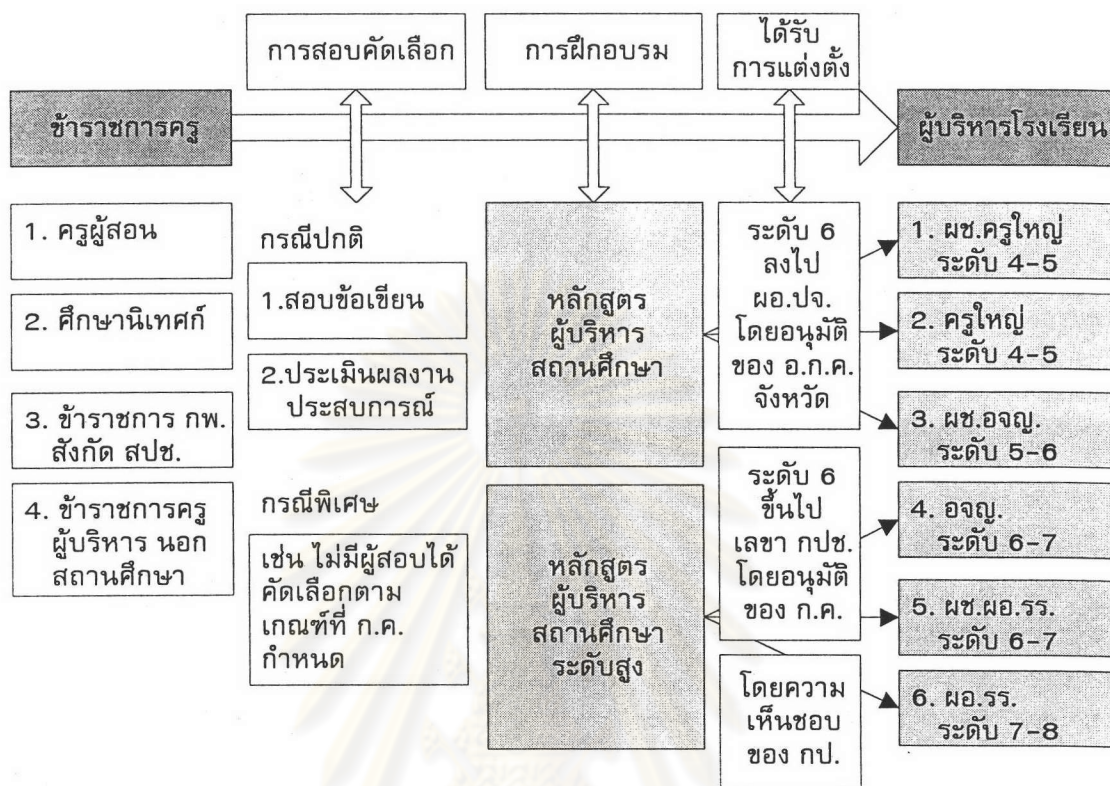 การสอบคัดเลือก
การฝึกอบรม
ได้รับ
การแต่งตั้ง
ข้าราชการครู
ผู้บริหารโรงเรียน
1. ครูผู้สอน
2. ศึกษานิเทศก์
3. ข้าราชการ กพ.
สังกัด สปช.
4. ข้าราชการครู
ผู้บริหาร นอก
สถานศึกษา
กรณีปกติ
1.สอบข้อเขียน
2.ประเมินผลงาน
ประสบการณ์
กรณีพิเศษ
เช่น ไม่มีผู้สอบได้
คัดเลือกตาม
เกณฑ์ที่ ก.ค.
กำหนด
หลักสูตร
ผู้บริหาร
สถานศึกษา
หลักสูตร
ผู้บริหาร
สถานศึกษา
ระดับสูง
ระดับ 6
ลงไป
ผอ.ปจ.
โดยอนุมัติ
ของ อ.ก.ค.
จังหวัด
ระดับ 6
ขึ้นไป
เลขา กปช.
โดยอนุมัติ
ของ ก.ค.
โดยความ
เห็นชอบ
ของ กป.
1. ผช.ครูใหญ่
ระดับ 4-5
2. ครูใหญ่
ระดับ 4-5
3. ผช.อจญ.
ระดับ 5-6
4. อจญ.
ระดับ 6-7
5. ผช.ผอ.รร.
ระดับ 6-7
6. ผอ.รร.
ระดับ 7-8